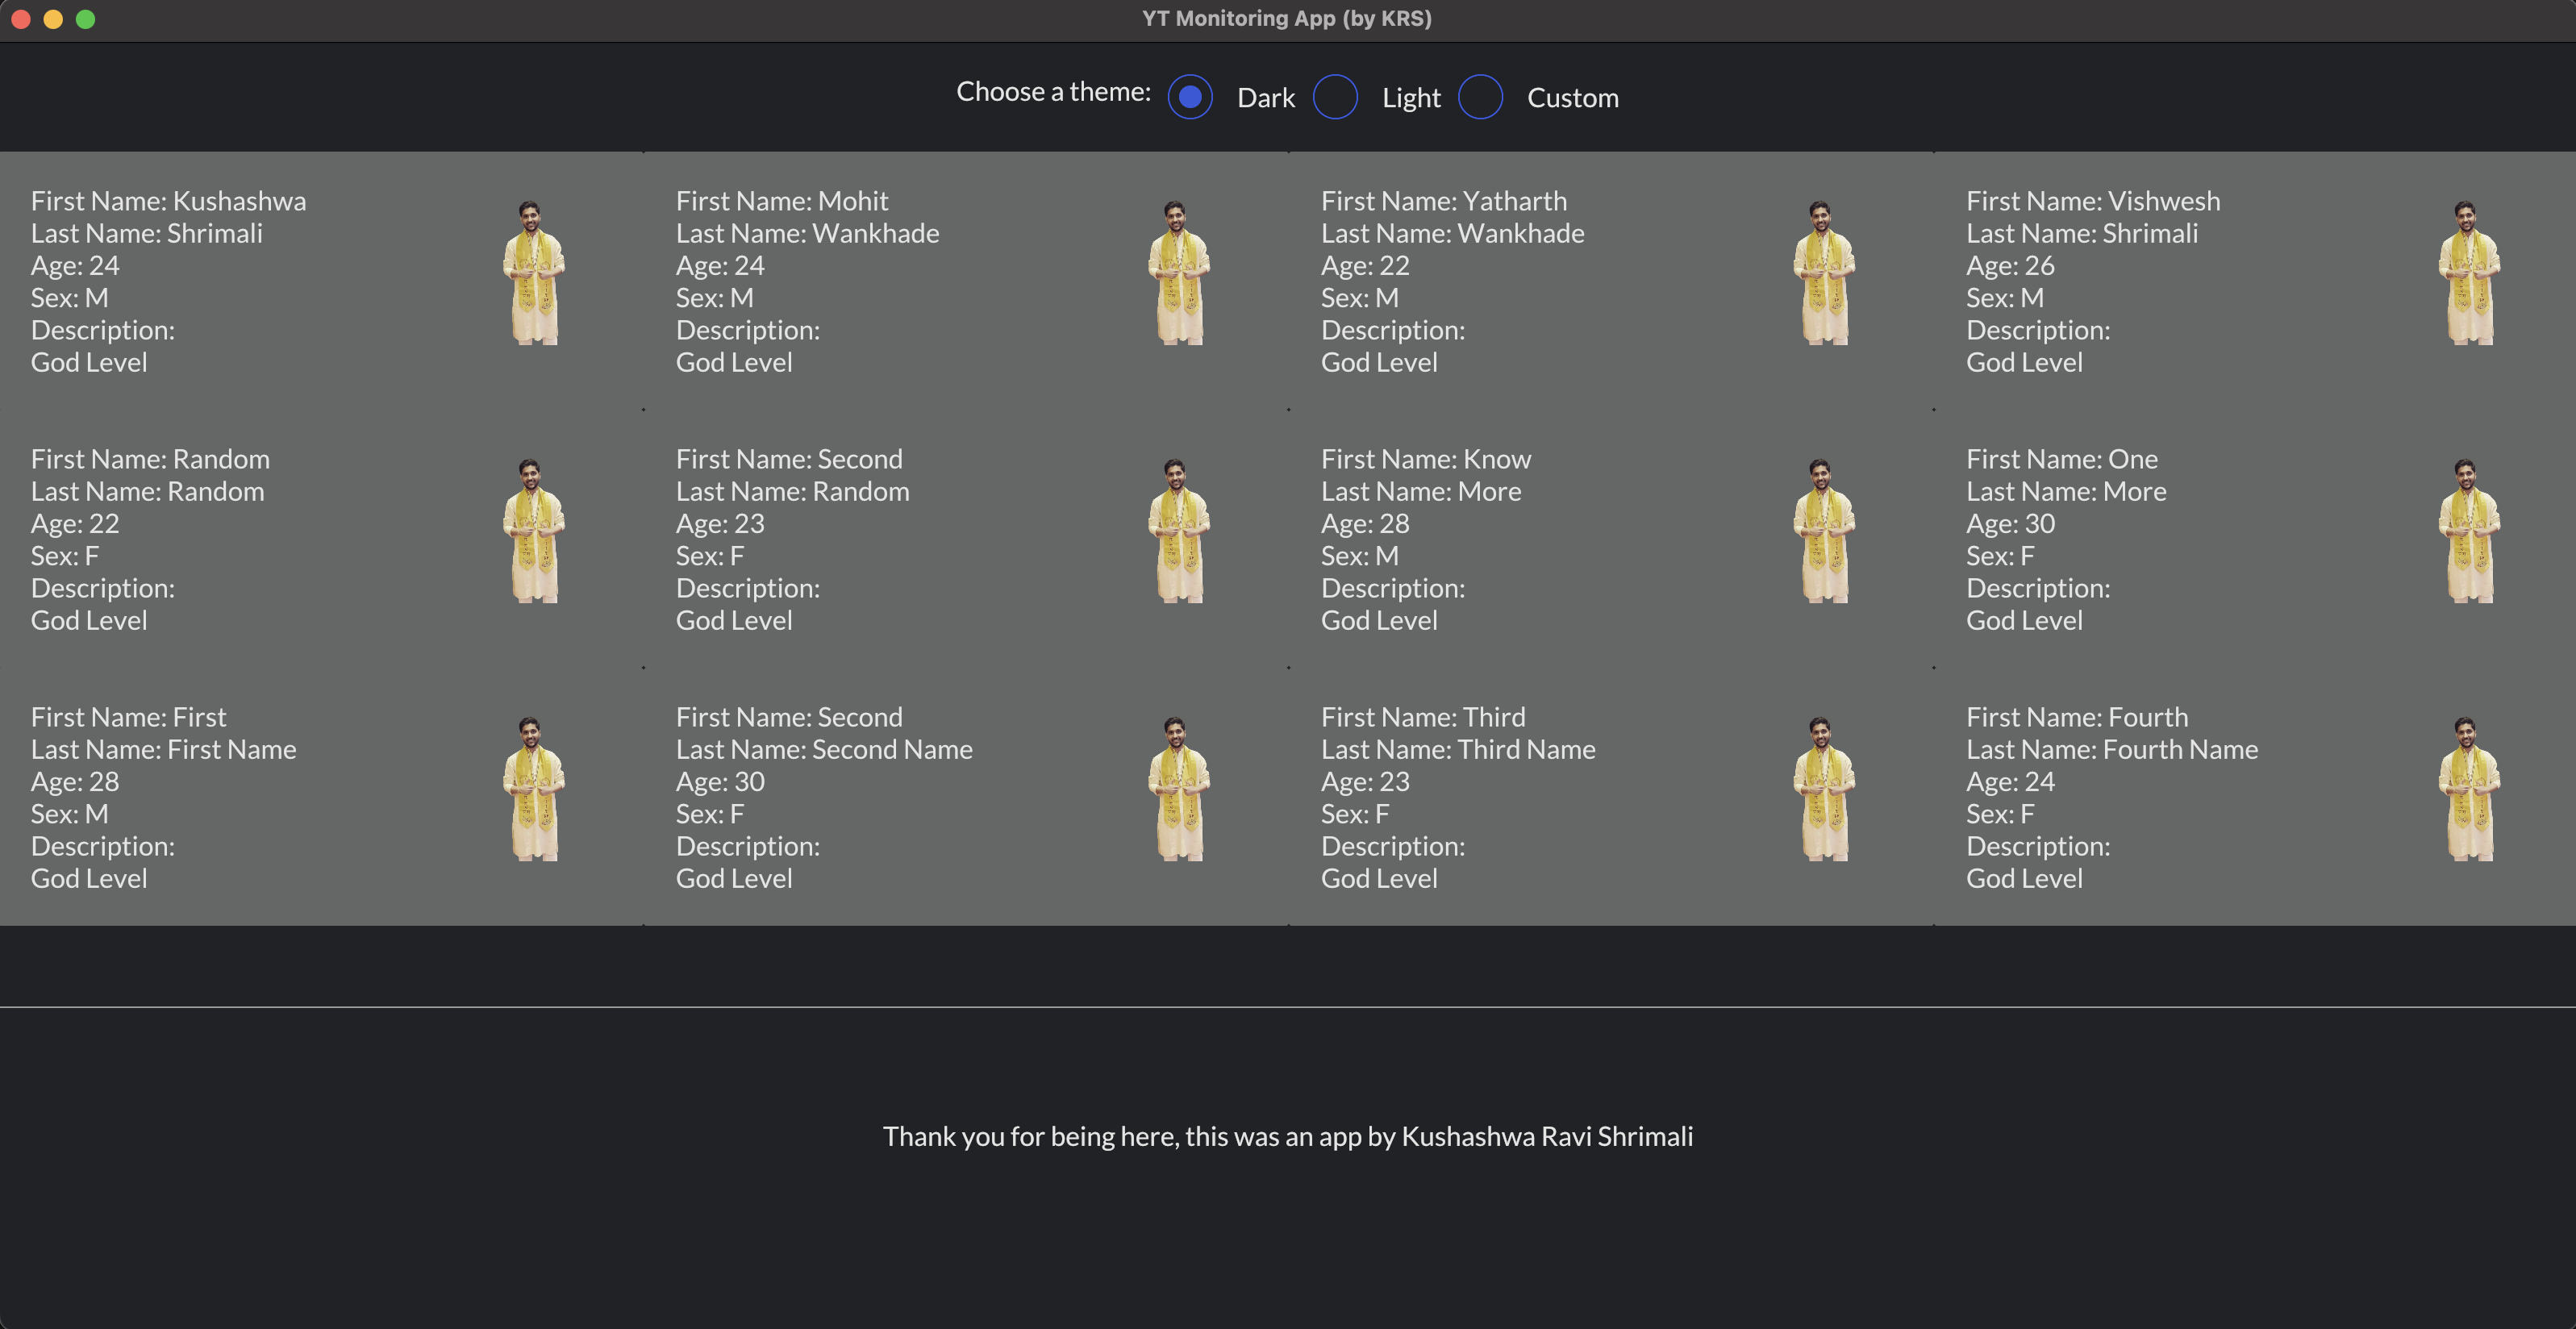 YT Monitoring App (by KRS)
Choose a theme: Dark Light Custom
First Name: Kushashwa
Last Name: Shrimali
Age: 24
Sex: M
Description:
God Level
First Name: Mohit
Last Name: Wankhade
Age: 24
Sex: M
Description:
God Level
First Name: Yatharth
Last Name: Wankhade
Age: 22
Sex: M
Description:
God Level
First Name: Vishwesh
Last Name: Shrimali
Age: 26
Sex: M
Description:
God Level
First Name: Random
Last Name: Random
Age: 22
Sex: F
Description:
God Level
First Name: Second
Last Name: Random
Age: 23
Sex: F
Description:
God Level
First Name: Know
Last Name: More
Age: 28
Sex: M
Description:
God Level
First Name: One
Last Name: More
Age: 30
Sex: F
Description:
God Level
First Name: First
Last Name: First Name
Age: 28
Sex: M
Description:
God Level
First Name: Second
Last Name: Second Name
Age: 30
Sex: F
Description:
God Level
First Name: Third
Last Name: Third Name
Age: 23
Sex: F
Description:
God Level
First Name: Fourth
Last Name: Fourth Name
Age: 24
Sex: F
Description:
God Level
Thank you for being here, this was an app by Kushashwa Ravi Shrimali